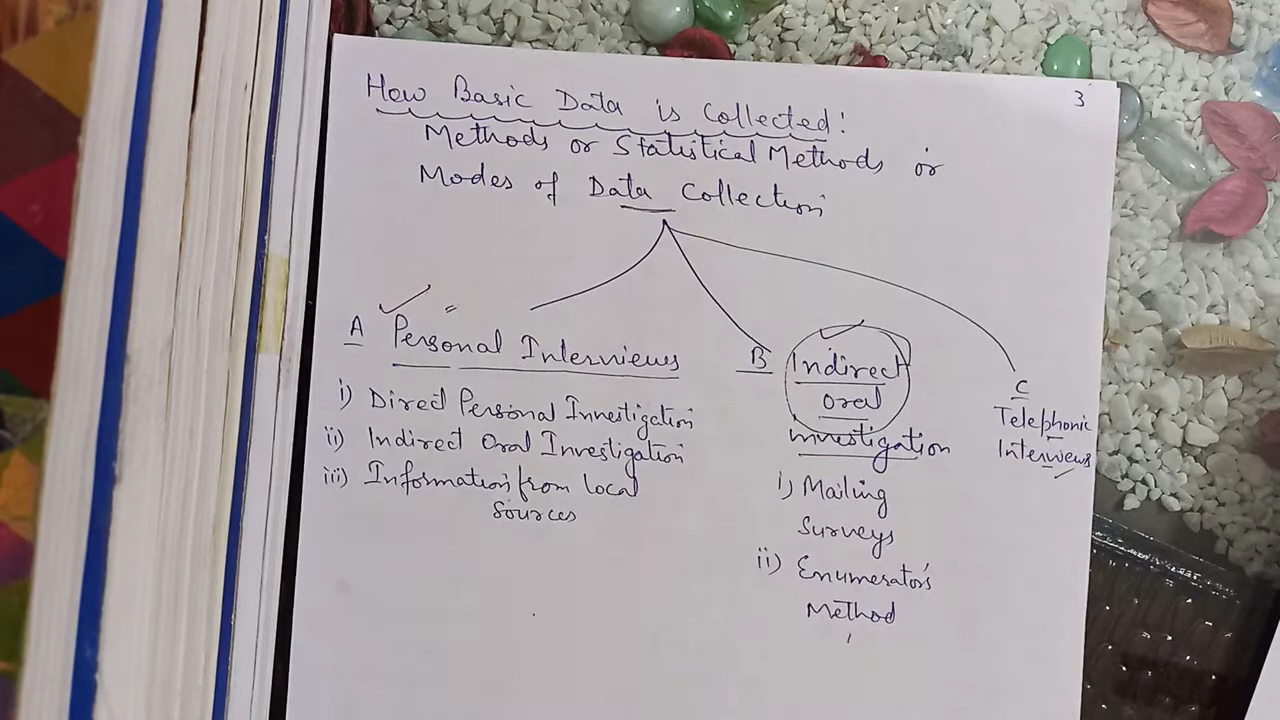 3
How Basic Data is Collected:
Methods or Statistical Methods or
Modes of Data Collection
A Personal Interviews
i) Direct Personal Investigation
ii) Indirect Oral Investigation
iii) Information from local
sources
B Indirect
oral
investigation
i) Mailing
Surveys
ii) Enumerator's
Method
C
Telephonic
Interviews